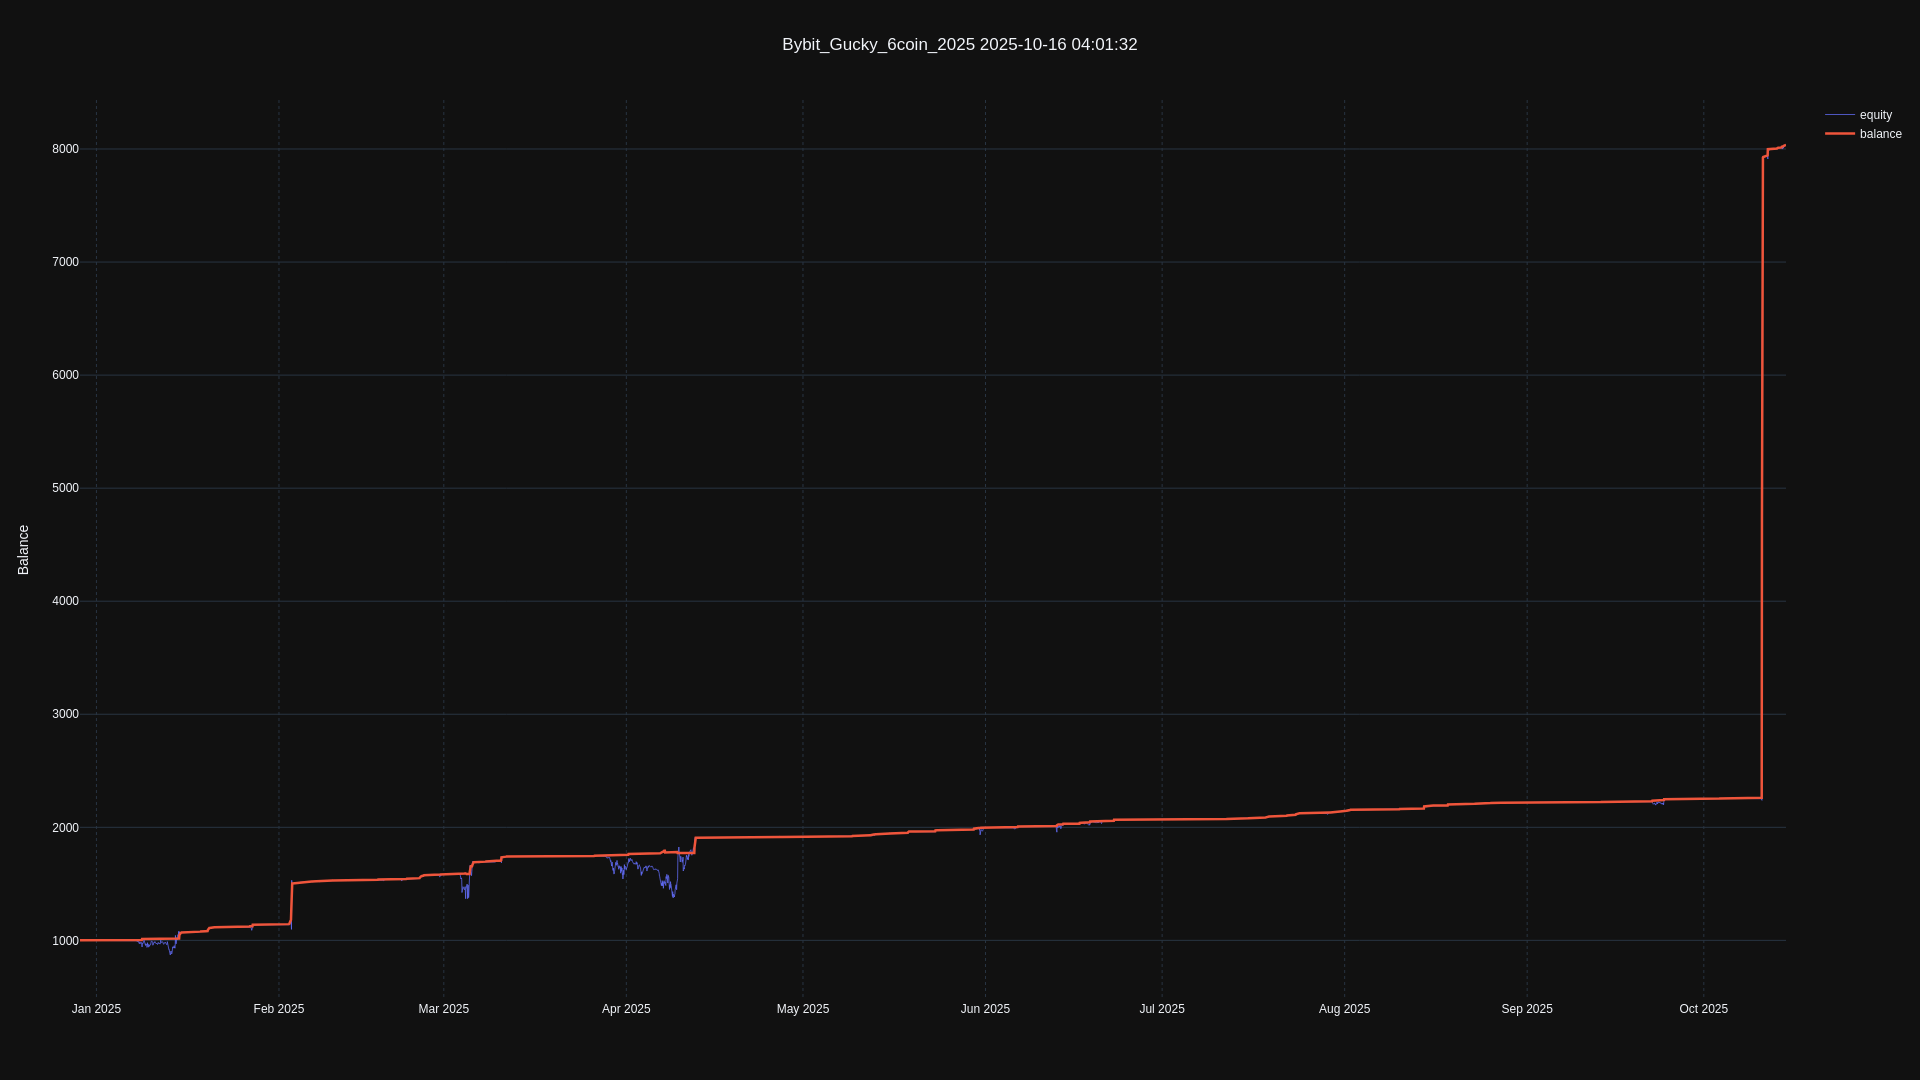 Bybit_Gucky_6coin_2025 2025-10-16 04:01:32
equity
balance
8000
7000
6000
5000
4000
3000
2000
1000
Balance
Jan 2025
Feb 2025
Mar 2025
Apr 2025
May 2025
Jun 2025
Jul 2025
Aug 2025
Sep 2025
Oct 2025